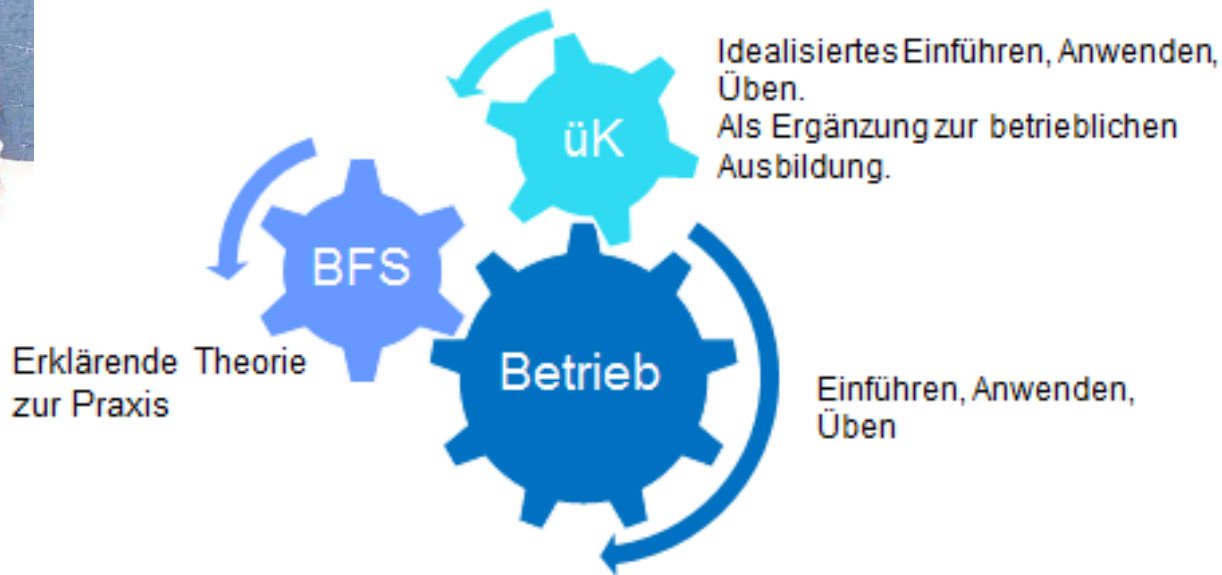 Idealisiertes Einführen, Anwenden,
Üben.
Als Ergänzung zur betrieblichen
Ausbildung.
üK
BFS
Betrieb
Erklärende Theorie
zur Praxis
Einführen, Anwenden,
Üben